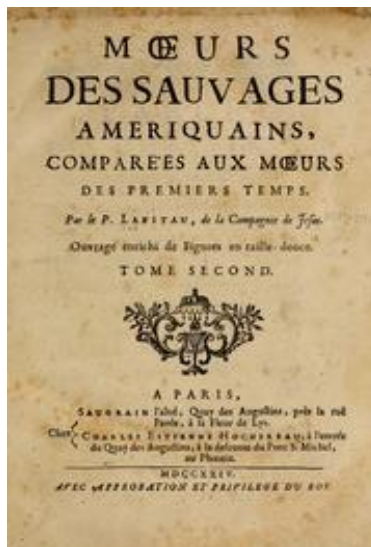 MŒURS
DES SAUVAGES
AMERIQUAINS,
COMPARÉES AUX MŒURS
DES PREMIERS TEMPS.
Par le P. LAFITAU, de la Compagnie de Jesus.
Ouvrage enrichi de Figures en taille-douce.
TOME SECOND.
A PARIS,
SAUGRAIN l'aîné, Quay des Augustins, près la ruë
Pavée, à la Fleur de Lys.
Chez
CHARLES ESTIENNE HOCHEREAU, à l'entrée
du Quay des Augustins, à la descente du Pont S. Michel,
au Phœnix.
MDCCXXIV.
AVEC APPROBATION ET PRIVILEGE DU ROY.